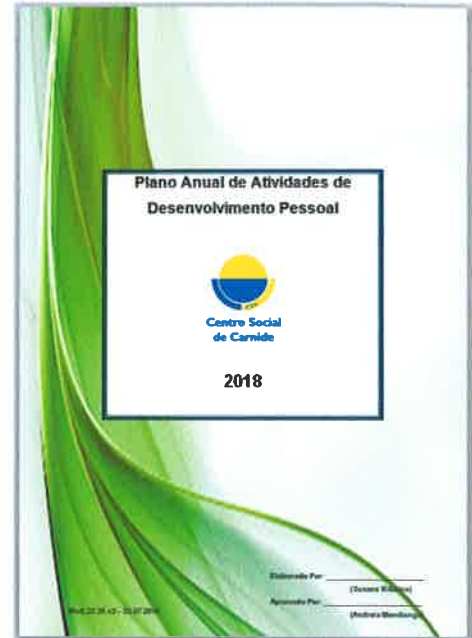 Plano Anual de Atividades de
Desenvolvimento Pessoal
Centro Social
de Carnide
2018
Elaborado Por:
Aprovado Por: